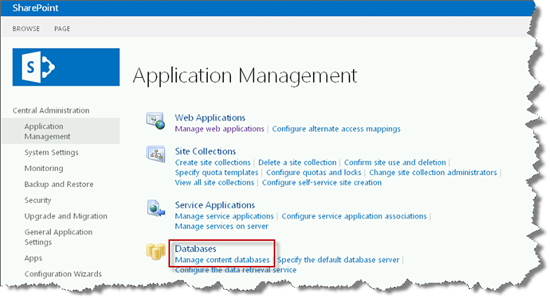 SharePoint
BROWSE PAGE
S
Application Management
Central Administration
Application
Management
System Settings
Monitoring
Backup and Restore
Security
Upgrade and Migration
General Application
Settings
Apps
Configuration Wizards
Web Applications
Manage web applications | Configure alternate access mappings
Site Collections
Create site collections | Delete a site collection | Confirm site use and deletion |
Specify quota templates | Configure quotas and locks | Change site collection administrators |
View all site collections | Configure self-service site creation
Service Applications
Manage service applications | Configure service application associations |
Manage services on server
Databases
Manage content databases | Specify the default database server |
Configure the data retrieval service